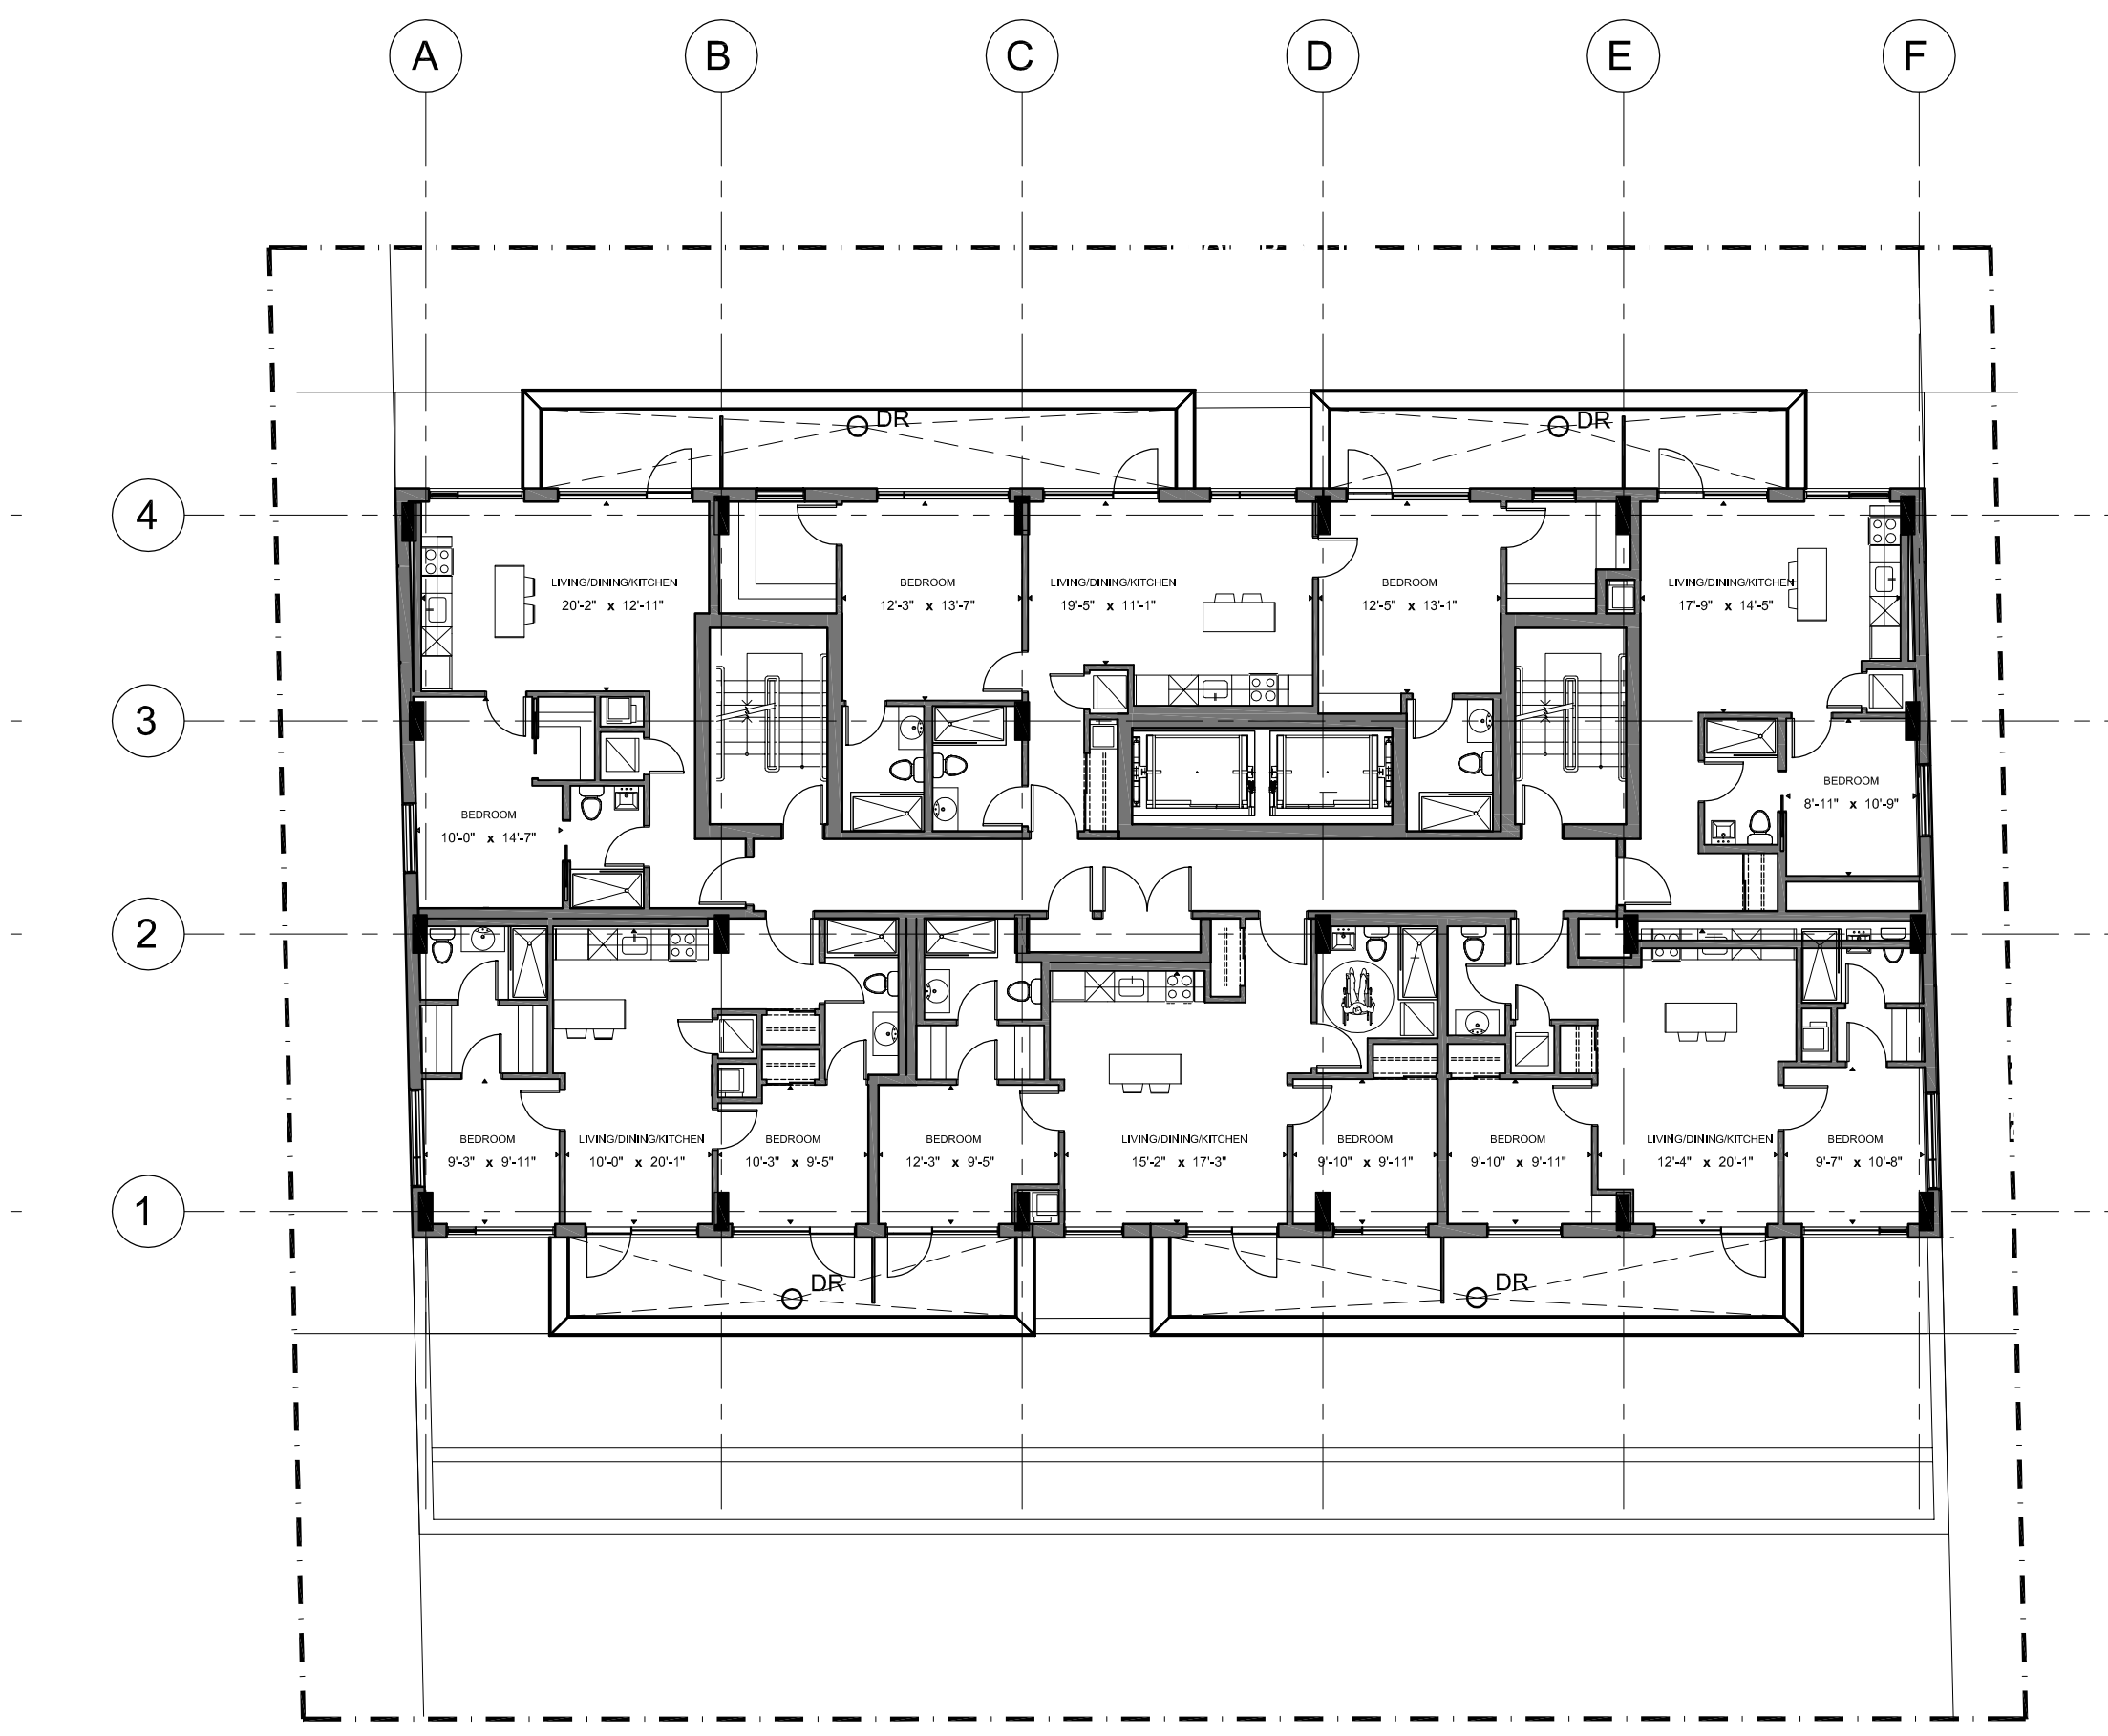 A B C D E F
DR DR
4
LIVING/DINING/KITCHEN BEDROOM LIVING/DINING/KITCHEN BEDROOM LIVING/DINING/KITCHEN
20'-2" x 12'-11" 12'-3" x 13'-7" 19'-5" x 11'-1" 12'-5" x 13'-1" 17'-9" x 14'-5"
3
BEDROOM
8'-11" x 10'-9"
BEDROOM
10'-0" x 14'-7"
2
BEDROOM LIVING/DINING/KITCHEN BEDROOM BEDROOM LIVING/DINING/KITCHEN BEDROOM BEDROOM LIVING/DINING/KITCHEN BEDROOM
9'-3" x 9'-11" 10'-0" x 20'-1" 10'-3" x 9'-5" 12'-3" x 9'-5" 15'-2" x 17'-3" 9'-10" x 9'-11" 9'-10" x 9'-11" 12'-4" x 20'-1" 9'-7" x 10'-8"
1
DR DR